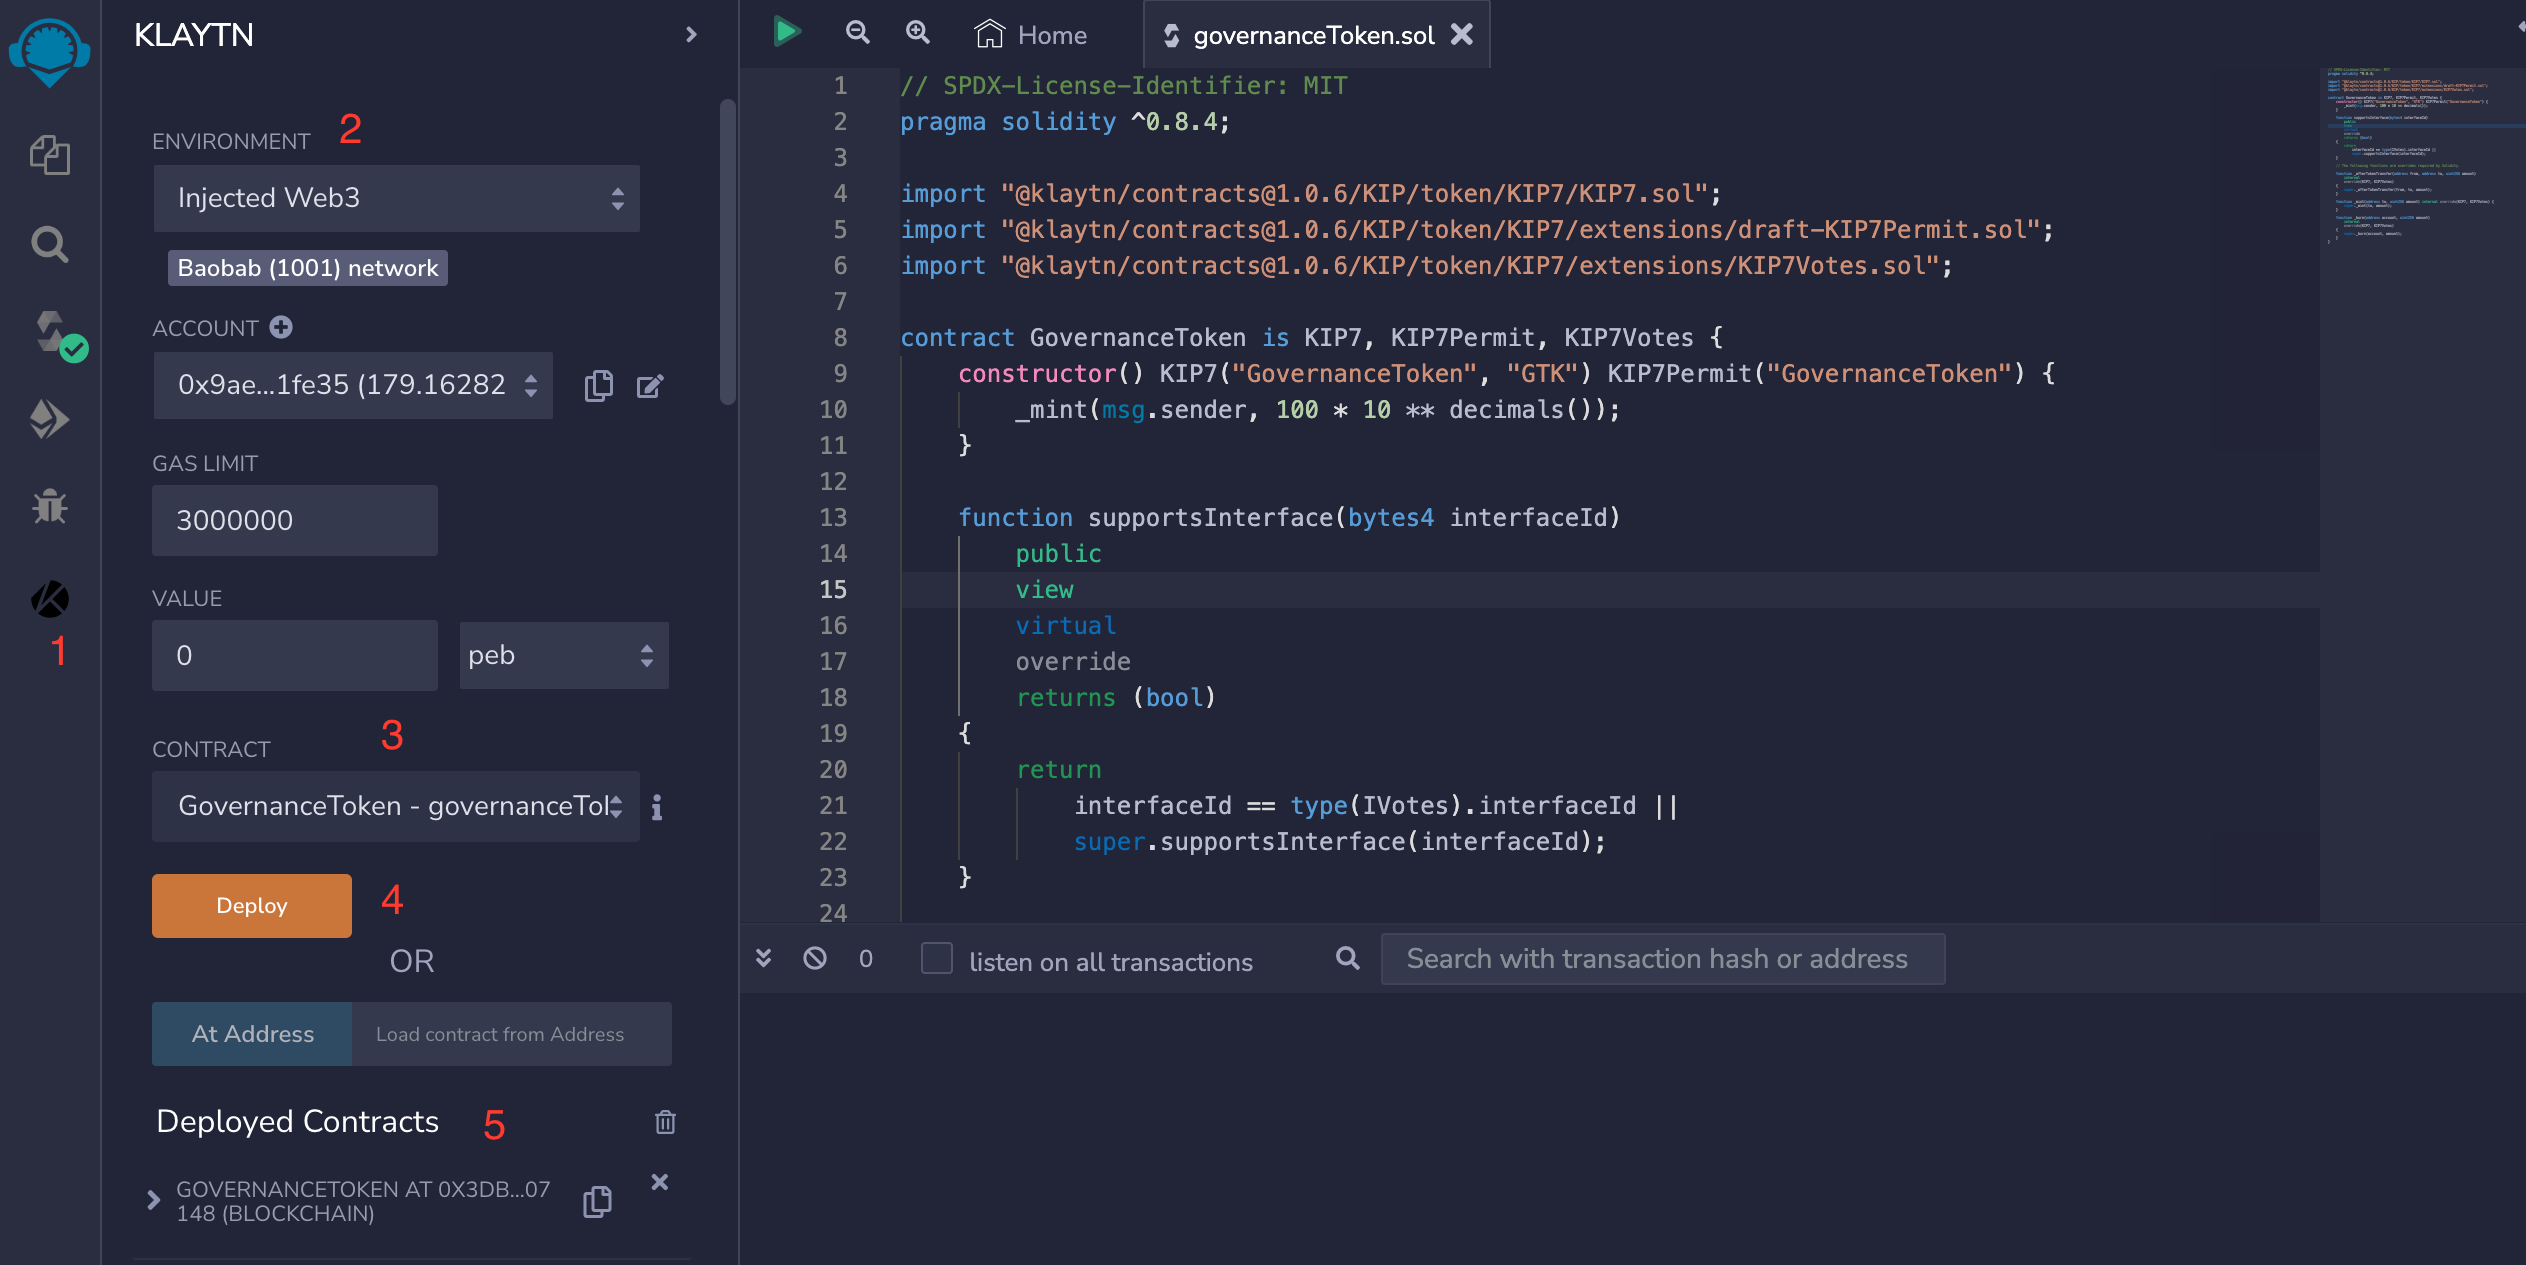 KLAYTN
ENVIRONMENT 2
Injected Web3
Baobab (1001) network
ACCOUNT
0x9ae...1fe35 (179.16282
GAS LIMIT
3000000
VALUE
0
peb
1
3
CONTRACT
GovernanceToken - governanceTol
Deploy 4
OR
At Address
Load contract from Address
Deployed Contracts 5
GOVERNANCETOKEN AT 0X3DB...07
148 (BLOCKCHAIN)
Home
governanceToken.sol
1 // SPDX-License-Identifier: MIT
2 pragma solidity ^0.8.4;
3
4 import "@klaytn/contracts@1.0.6/KIP/token/KIP7/KIP7.sol";
5 import "@klaytn/contracts@1.0.6/KIP/token/KIP7/extensions/draft-KIP7Permit.sol";
6 import "@klaytn/contracts@1.0.6/KIP/token/KIP7/extensions/KIP7Votes.sol";
7
8 contract GovernanceToken is KIP7, KIP7Permit, KIP7Votes {
9 constructor() KIP7("GovernanceToken", "GTK") KIP7Permit("GovernanceToken") {
10 _mint(msg.sender, 100 * 10 ** decimals());
11 }
12
13 function supportsInterface(bytes4 interfaceId)
14 public
15 view
16 virtual
17 override
18 returns (bool)
19 {
20 return
21 interfaceId == type(IVotes).interfaceId ||
22 super.supportsInterface(interfaceId);
23 }
24
0
listen on all transactions
Search with transaction hash or address